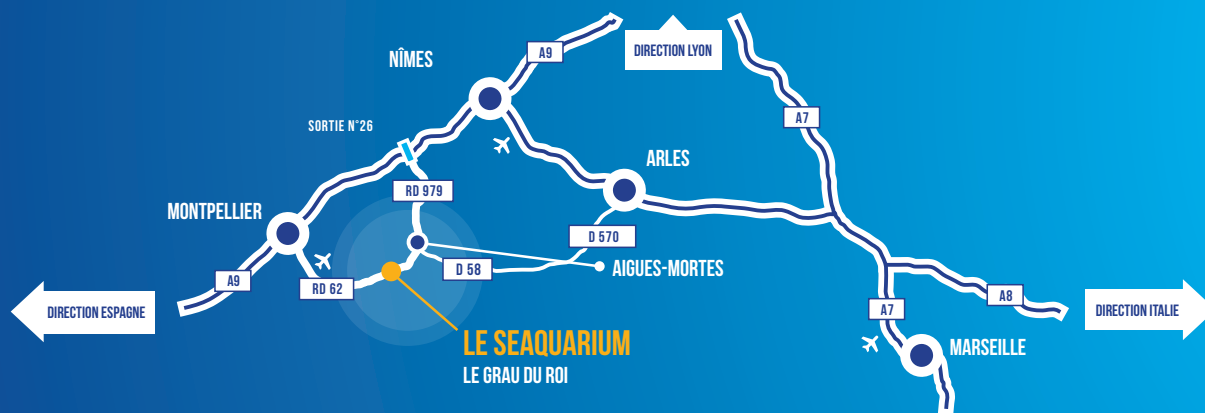 DIRECTION LYON
A9
NÎMES
A7
SORTIE N°26
ARLES
RD 979
MONTPELLIER
D 570
D 58
AIGUES-MORTES
A9
RD 62
A8
A7
DIRECTION ESPAGNE
DIRECTION ITALIE
LE SEAQUARIUM
LE GRAU DU ROI
MARSEILLE